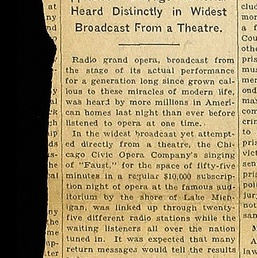 Heard Distinctly in Widest
Broadcast From a Theatre.
Radio grand opera, broadcast from
the stage of its actual performance
for a generation long since grown cal-
lous to these miracles of modern life,
was heard by more millions in Ameri-
can homes last night than ever before
listened to opera at one time.
In the widest broadcast yet attempt-
ed directly from a theatre, the Chi-
cago Civic Opera Company's singing
of "Faust," for the space of fifty-five
minutes in a regular $10,000 subscrip-
tion night of opera at the famous aud-
itorium by the shore of Lake Mich-
igan, was linked up through twenty-
five different radio stations while the
waiting listeners all over the nation
tuned in. It was expected that many
return messages would tell the results